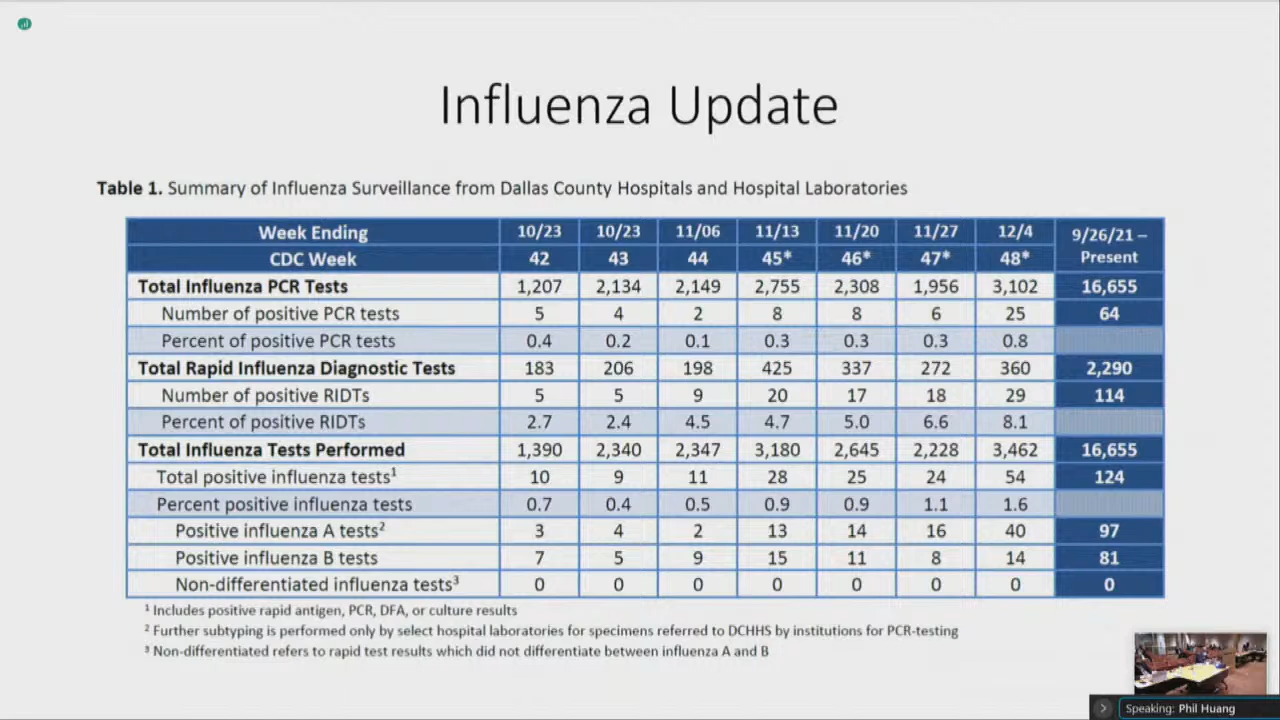 Influenza Update
Table 1. Summary of Influenza Surveillance from Dallas County Hospitals and Hospital Laboratories
Week Ending 10/23 10/23 11/06 11/13 11/20 11/27 12/4 9/26/21 – Present
CDC Week 42 43 44 45* 46* 47* 48*
Total Influenza PCR Tests 1,207 2,134 2,149 2,755 2,308 1,956 3,102 16,655
Number of positive PCR tests 5 4 2 8 8 6 25 64
Percent of positive PCR tests 0.4 0.2 0.1 0.3 0.3 0.3 0.8
Total Rapid Influenza Diagnostic Tests 183 206 198 425 337 272 360 2,290
Number of positive RIDTs 5 5 9 20 17 18 29 114
Percent of positive RIDTs 2.7 2.4 4.5 4.7 5.0 6.6 8.1
Total Influenza Tests Performed 1,390 2,340 2,347 3,180 2,645 2,228 3,462 16,655
Total positive influenza tests¹ 10 9 11 28 25 24 54 124
Percent positive influenza tests 0.7 0.4 0.5 0.9 0.9 1.1 1.6
Positive influenza A tests² 3 4 2 13 14 16 40 97
Positive influenza B tests 7 5 9 15 11 8 14 81
Non-differentiated influenza tests³ 0 0 0 0 0 0 0 0
¹ Includes positive rapid antigen, PCR, DFA, or culture results
² Further subtyping is performed only by select hospital laboratories for specimens referred to DCHHS by institutions for PCR-testing
³ Non-differentiated refers to rapid test results which did not differentiate between influenza A and B
Speaking: Phil Huang